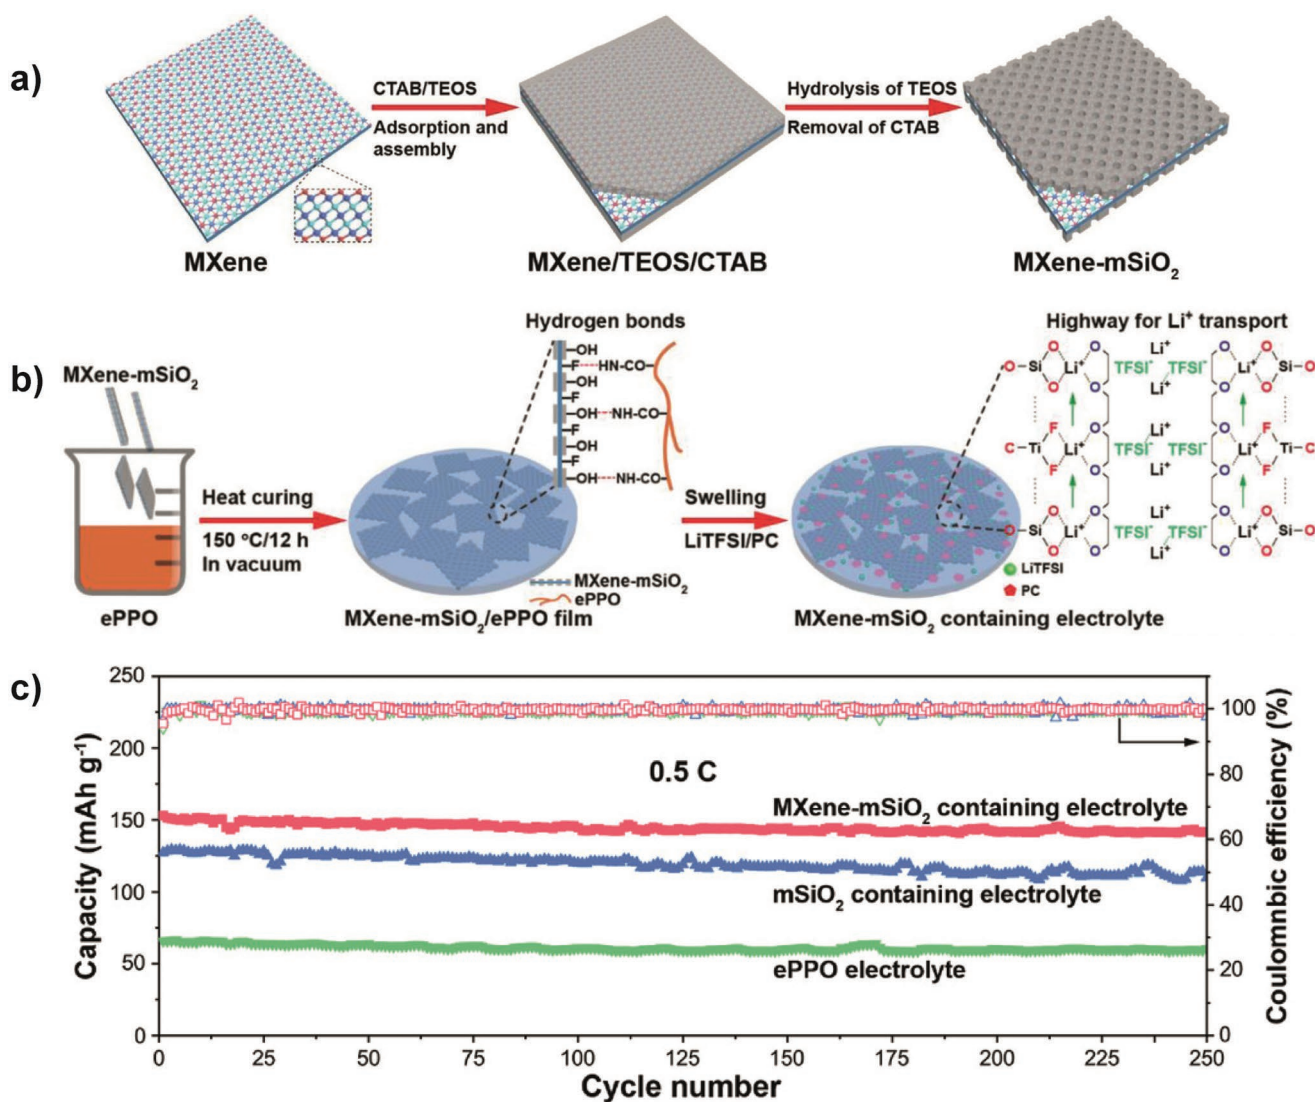 a)
CTAB/TEOS
Adsorption and
assembly
Hydrolysis of TEOS
Removal of CTAB
MXene
MXene/TEOS/CTAB
MXene-mSiO₂
b)
MXene-mSiO₂
ePPO
Heat curing
150 °C/12 h
In vacuum
Hydrogen bonds
OH
F HN-CO
OH
F
OH NH-CO
F
OH
F
OH NH-CO
MXene-mSiO₂
ePPO
MXene-mSiO₂/ePPO film
Swelling
LiTFSI/PC
Highway for Li⁺ transport
O Si O O Li⁺ O O TFSI⁻ Li⁺ Li⁺ TFSI⁻ O O Li⁺ O O Si O
C Ti F F Li⁺ O O TFSI⁻ Li⁺ Li⁺ TFSI⁻ O O Li⁺ F F Ti C
O Si O O Li⁺ O O TFSI⁻ Li⁺ Li⁺ TFSI⁻ O O Li⁺ O O Si O
LiTFSI
PC
MXene-mSiO₂ containing electrolyte
c)
Capacity (mAh g⁻¹)
250
200
150
100
50
0
0.5 C
MXene-mSiO₂ containing electrolyte
mSiO₂ containing electrolyte
ePPO electrolyte
100
80
60
40
20
0
Coulomnbic efficiency (%)
0 25 50 75 100 125 150 175 200 225 250
Cycle number